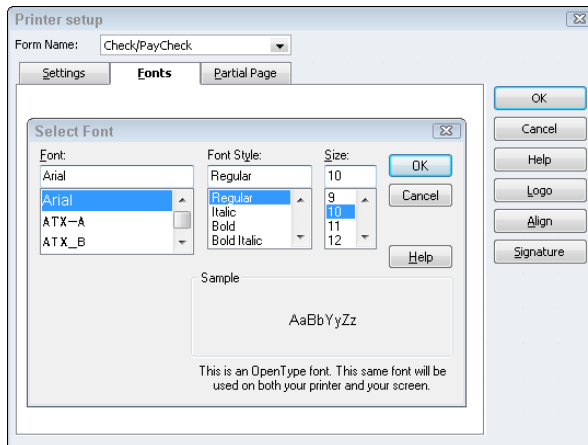 Printer setup
Form Name: Check/PayCheck
Settings Fonts Partial Page
OK
Cancel
Help
Logo
Align
Signature
Select Font
Font: Font Style: Size:
Arial Regular 10
Arial Regular 9
ATX-A Italic 10
ATX_B Bold 11
Bold Italic 12
OK
Cancel
Help
Sample
AaBbYyZz
This is an OpenType font. This same font will be
used on both your printer and your screen.